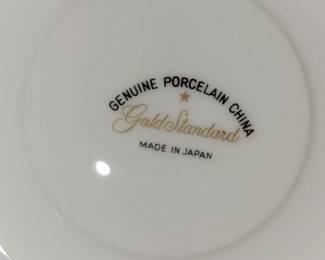 GENUINE PORCELAIN CHINA
Gold Standard
MADE IN JAPAN